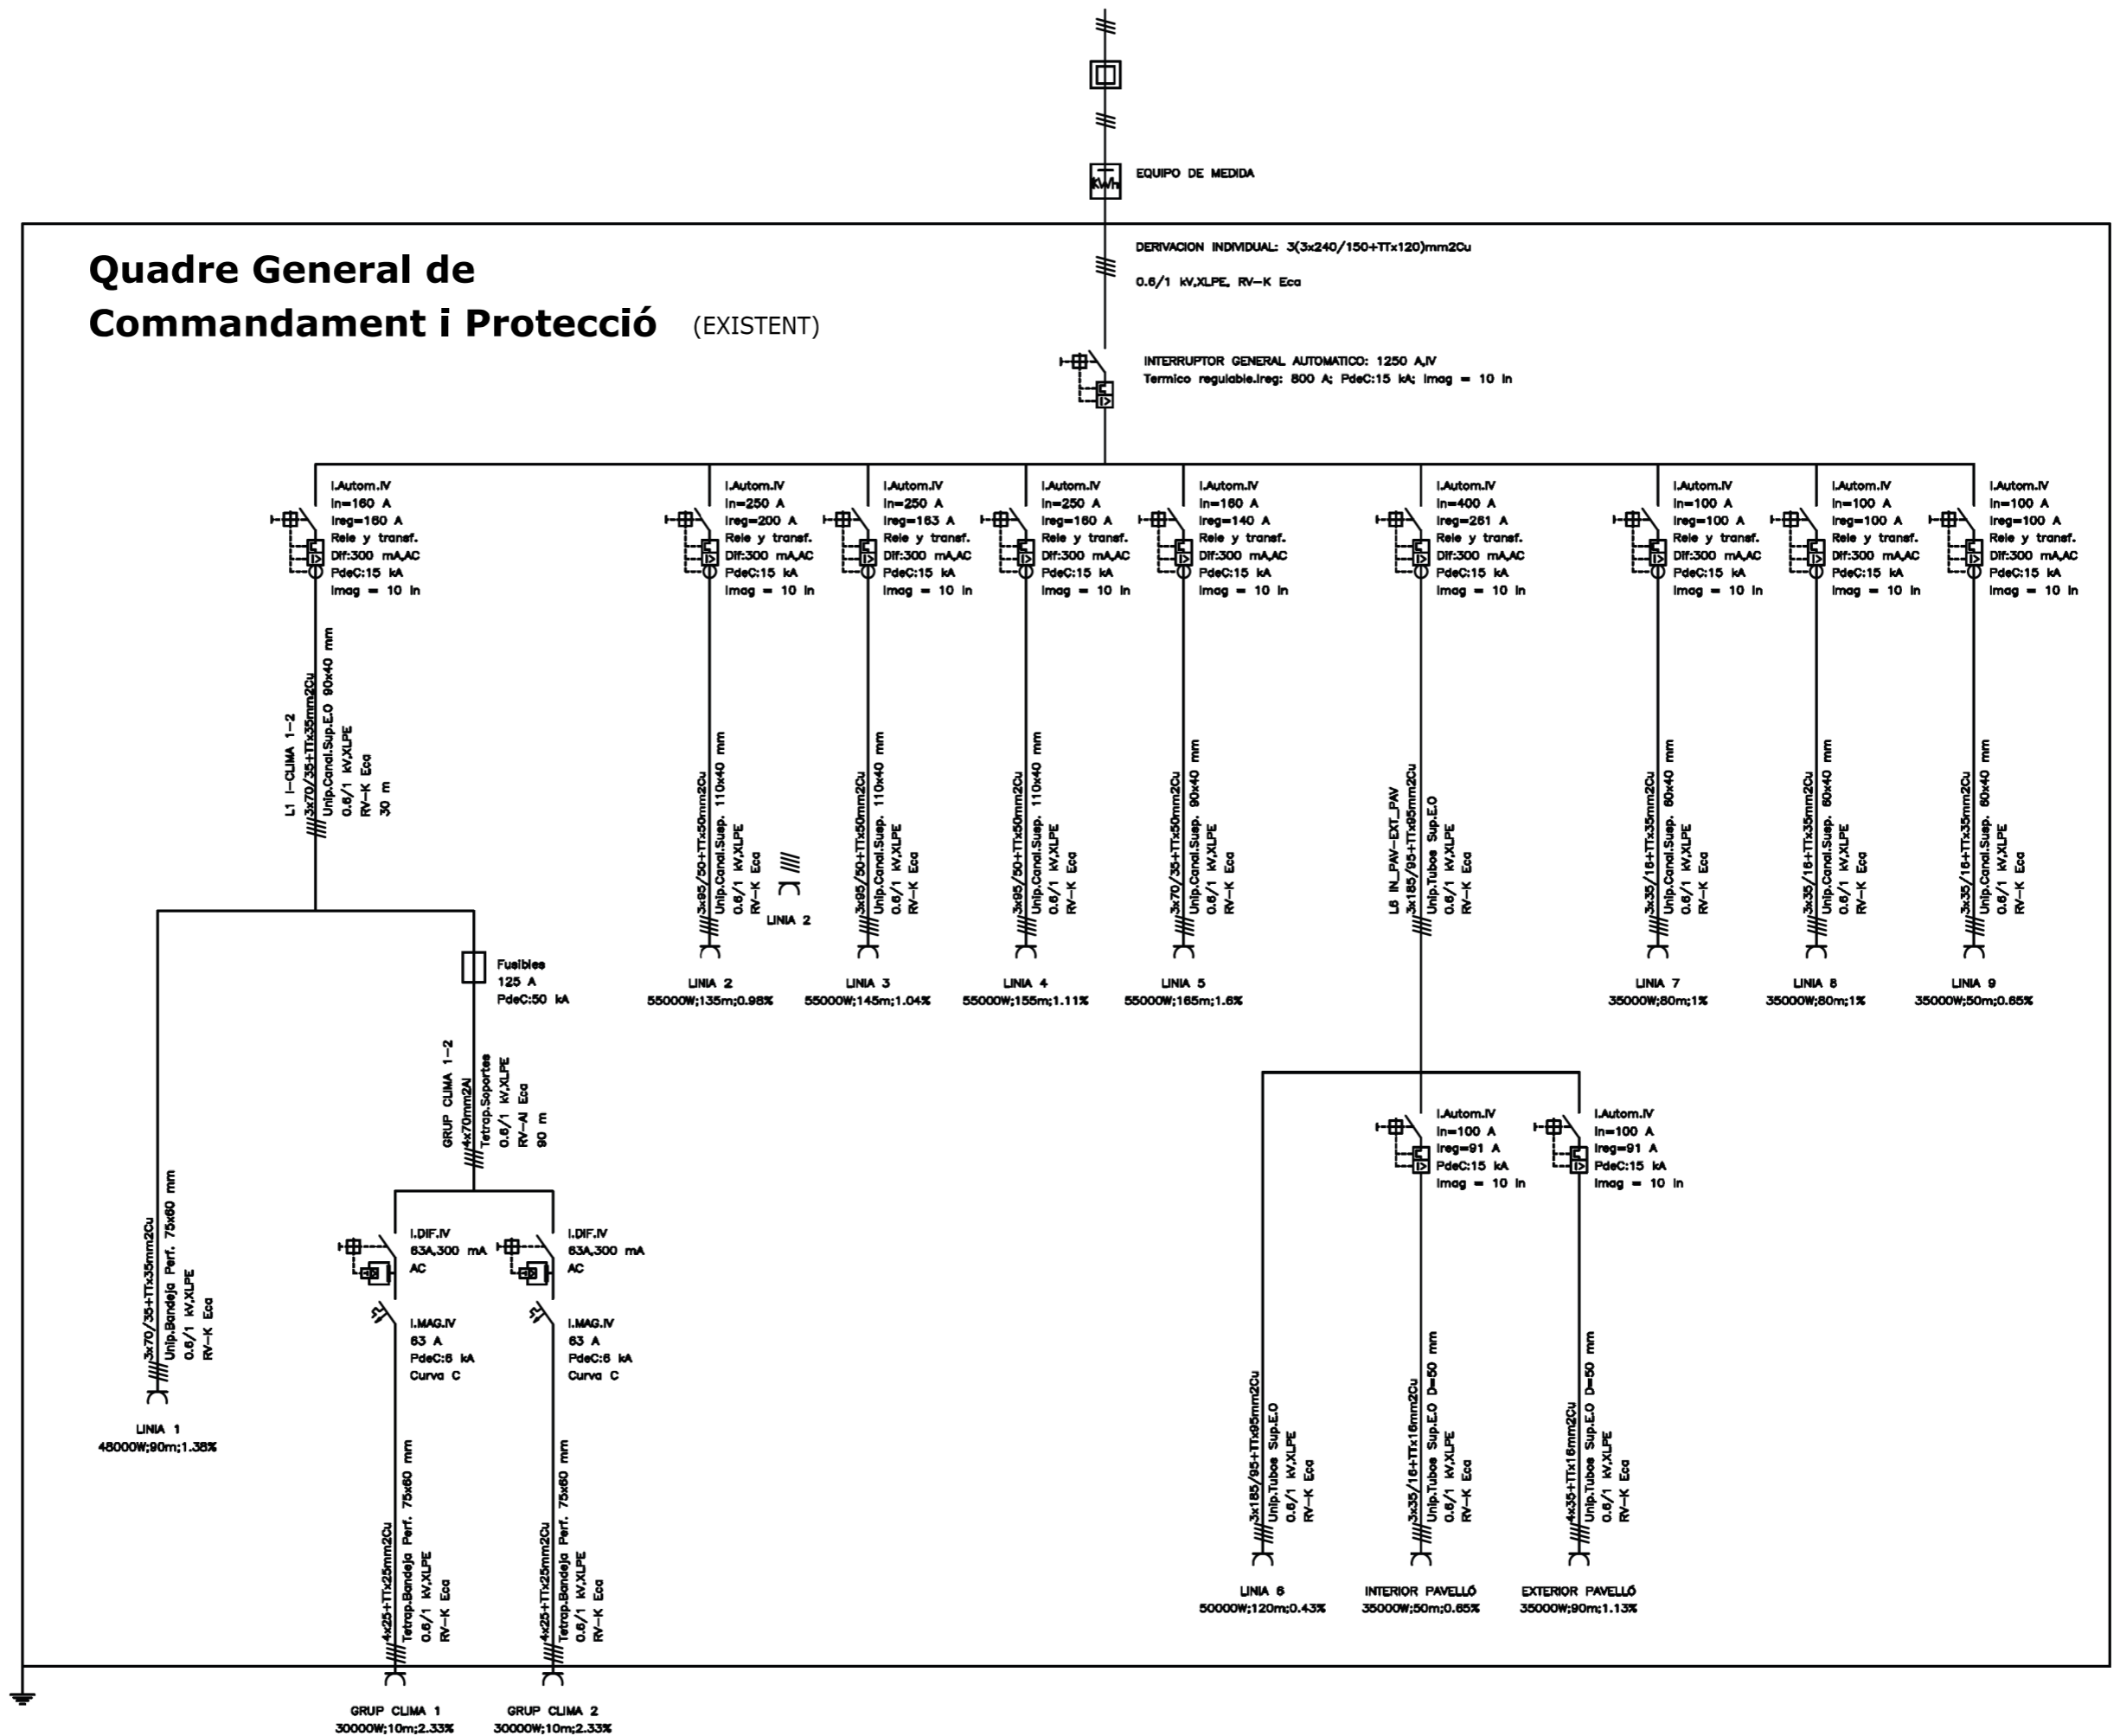 EQUIPO DE MEDIDA
Quadre General de
Commandament i Protecció (EXISTENT)
DERIVACION INDIVIDUAL: 3(3x240/150+TTx120)mm2Cu
0.6/1 kV,XLPE, RV-K Eca
INTERRUPTOR GENERAL AUTOMATICO: 1250 A,IV
Termico regulable.Ireg: 800 A; PdeC:15 kA; Imag = 10 In
I.Autom.IV
In=160 A
Ireg=160 A
Rele y transf.
Dif:300 mA,AC
PdeC:15 kA
Imag = 10 In
I.Autom.IV
In=250 A
Ireg=200 A
Rele y transf.
Dif:300 mA,AC
PdeC:15 kA
Imag = 10 In
I.Autom.IV
In=250 A
Ireg=163 A
Rele y transf.
Dif:300 mA,AC
PdeC:15 kA
Imag = 10 In
I.Autom.IV
In=250 A
Ireg=160 A
Rele y transf.
Dif:300 mA,AC
PdeC:15 kA
Imag = 10 In
I.Autom.IV
In=160 A
Ireg=140 A
Rele y transf.
Dif:300 mA,AC
PdeC:15 kA
Imag = 10 In
I.Autom.IV
In=400 A
Ireg=261 A
Rele y transf.
Dif:300 mA,AC
PdeC:15 kA
Imag = 10 In
I.Autom.IV
In=100 A
Ireg=100 A
Rele y transf.
Dif:300 mA,AC
PdeC:15 kA
Imag = 10 In
I.Autom.IV
In=100 A
Ireg=100 A
Rele y transf.
Dif:300 mA,AC
PdeC:15 kA
Imag = 10 In
I.Autom.IV
In=100 A
Ireg=100 A
Rele y transf.
Dif:300 mA,AC
PdeC:15 kA
Imag = 10 In
L1 I-CLIMA 1-2
3x70/35+TTx35mm2Cu
Unip.Canal.Sup.E.O 90x40 mm
0.6/1 kV,XLPE
RV-K Eca
30 m
3x95/50+TTx50mm2Cu
Unip.Canal.Susp. 110x40 mm
0.6/1 kV,XLPE
RV-K Eca
LINIA 2
3x95/50+TTx50mm2Cu
Unip.Canal.Susp. 110x40 mm
0.6/1 kV,XLPE
RV-K Eca
3x95/50+TTx50mm2Cu
Unip.Canal.Susp. 110x40 mm
0.6/1 kV,XLPE
RV-K Eca
3x70/35+TTx50mm2Cu
Unip.Canal.Susp. 90x40 mm
0.6/1 kV,XLPE
RV-K Eca
L6 IN_PAV-EXT_PAV
3x185/95+TTx95mm2Cu
Unip.Tubos Sup.E.O
0.6/1 kV,XLPE
RV-K Eca
3x35/16+TTx35mm2Cu
Unip.Canal.Susp. 60x40 mm
0.6/1 kV,XLPE
RV-K Eca
3x35/16+TTx35mm2Cu
Unip.Canal.Susp. 60x40 mm
0.6/1 kV,XLPE
RV-K Eca
3x35/16+TTx35mm2Cu
Unip.Canal.Susp. 60x40 mm
0.6/1 kV,XLPE
RV-K Eca
LINIA 2
55000W;135m;0.98%
LINIA 3
55000W;145m;1.04%
LINIA 4
55000W;155m;1.11%
LINIA 5
55000W;165m;1.6%
LINIA 7
35000W;80m;1%
LINIA 8
35000W;80m;1%
LINIA 9
35000W;50m;0.65%
Fusibles
125 A
PdeC:50 kA
GRUP CLIMA 1-2
4x70mm2Al
Tetrap.Soportes
0.6/1 kV,XLPE
RV-Al Eca
90 m
I.Autom.IV
In=100 A
Ireg=91 A
PdeC:15 kA
Imag = 10 In
I.Autom.IV
In=100 A
Ireg=91 A
PdeC:15 kA
Imag = 10 In
I.DIF.IV
63A,300 mA
AC
I.DIF.IV
63A,300 mA
AC
I.MAG.IV
63 A
PdeC:6 kA
Curva C
I.MAG.IV
63 A
PdeC:6 kA
Curva C
3x70/35+TTx35mm2Cu
Unip.Bandeja Perf. 75x60 mm
0.6/1 kV,XLPE
RV-K Eca
LINIA 1
48000W;90m;1.38%
4x25+TTx25mm2Cu
Tetrap.Bandeja Perf. 75x60 mm
0.6/1 kV,XLPE
RV-K Eca
4x25+TTx25mm2Cu
Tetrap.Bandeja Perf. 75x60 mm
0.6/1 kV,XLPE
RV-K Eca
3x185/95+TTx95mm2Cu
Unip.Tubos Sup.E.O
0.6/1 kV,XLPE
RV-K Eca
3x35/16+TTx16mm2Cu
Unip.Tubos Sup.E.O D=50 mm
0.6/1 kV,XLPE
RV-K Eca
4x35+TTx16mm2Cu
Unip.Tubos Sup.E.O D=50 mm
0.6/1 kV,XLPE
RV-K Eca
LINIA 6
50000W;120m;0.43%
INTERIOR PAVELLÓ
35000W;50m;0.65%
EXTERIOR PAVELLÓ
35000W;90m;1.13%
GRUP CLIMA 1
30000W;10m;2.33%
GRUP CLIMA 2
30000W;10m;2.33%